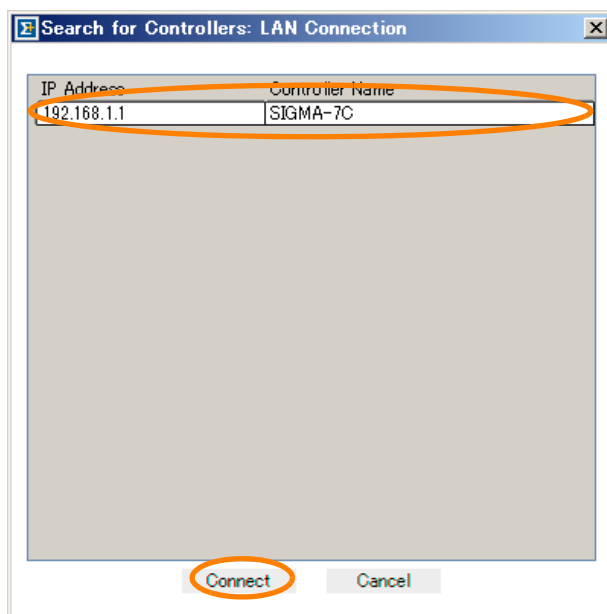 Search for Controllers: LAN Connection
IP Address Controller Name
192.168.1.1 SIGMA-7C
Connect Cancel